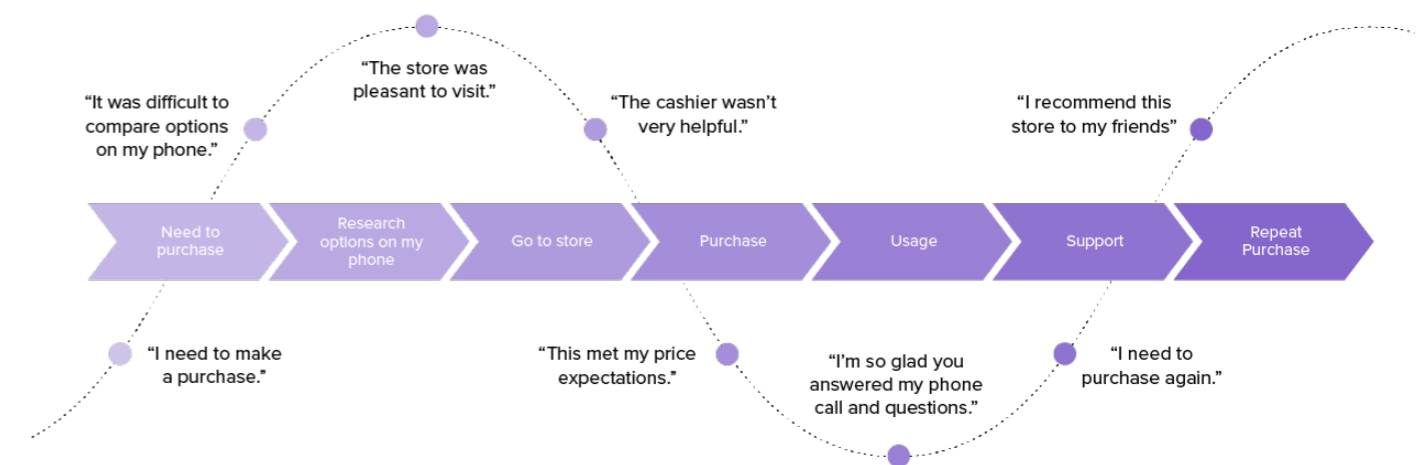 “The store was
pleasant to visit.”
“It was difficult to
compare options
on my phone.”
“The cashier wasn’t
very helpful.”
“I recommend this
store to my friends”
Need to
purchase
Research
options on my
phone
Go to store
Purchase
Usage
Support
Repeat
Purchase
“I need to make
a purchase.”
“This met my price
expectations.”
“I’m so glad you
answered my phone
call and questions.”
“I need to
purchase again.”